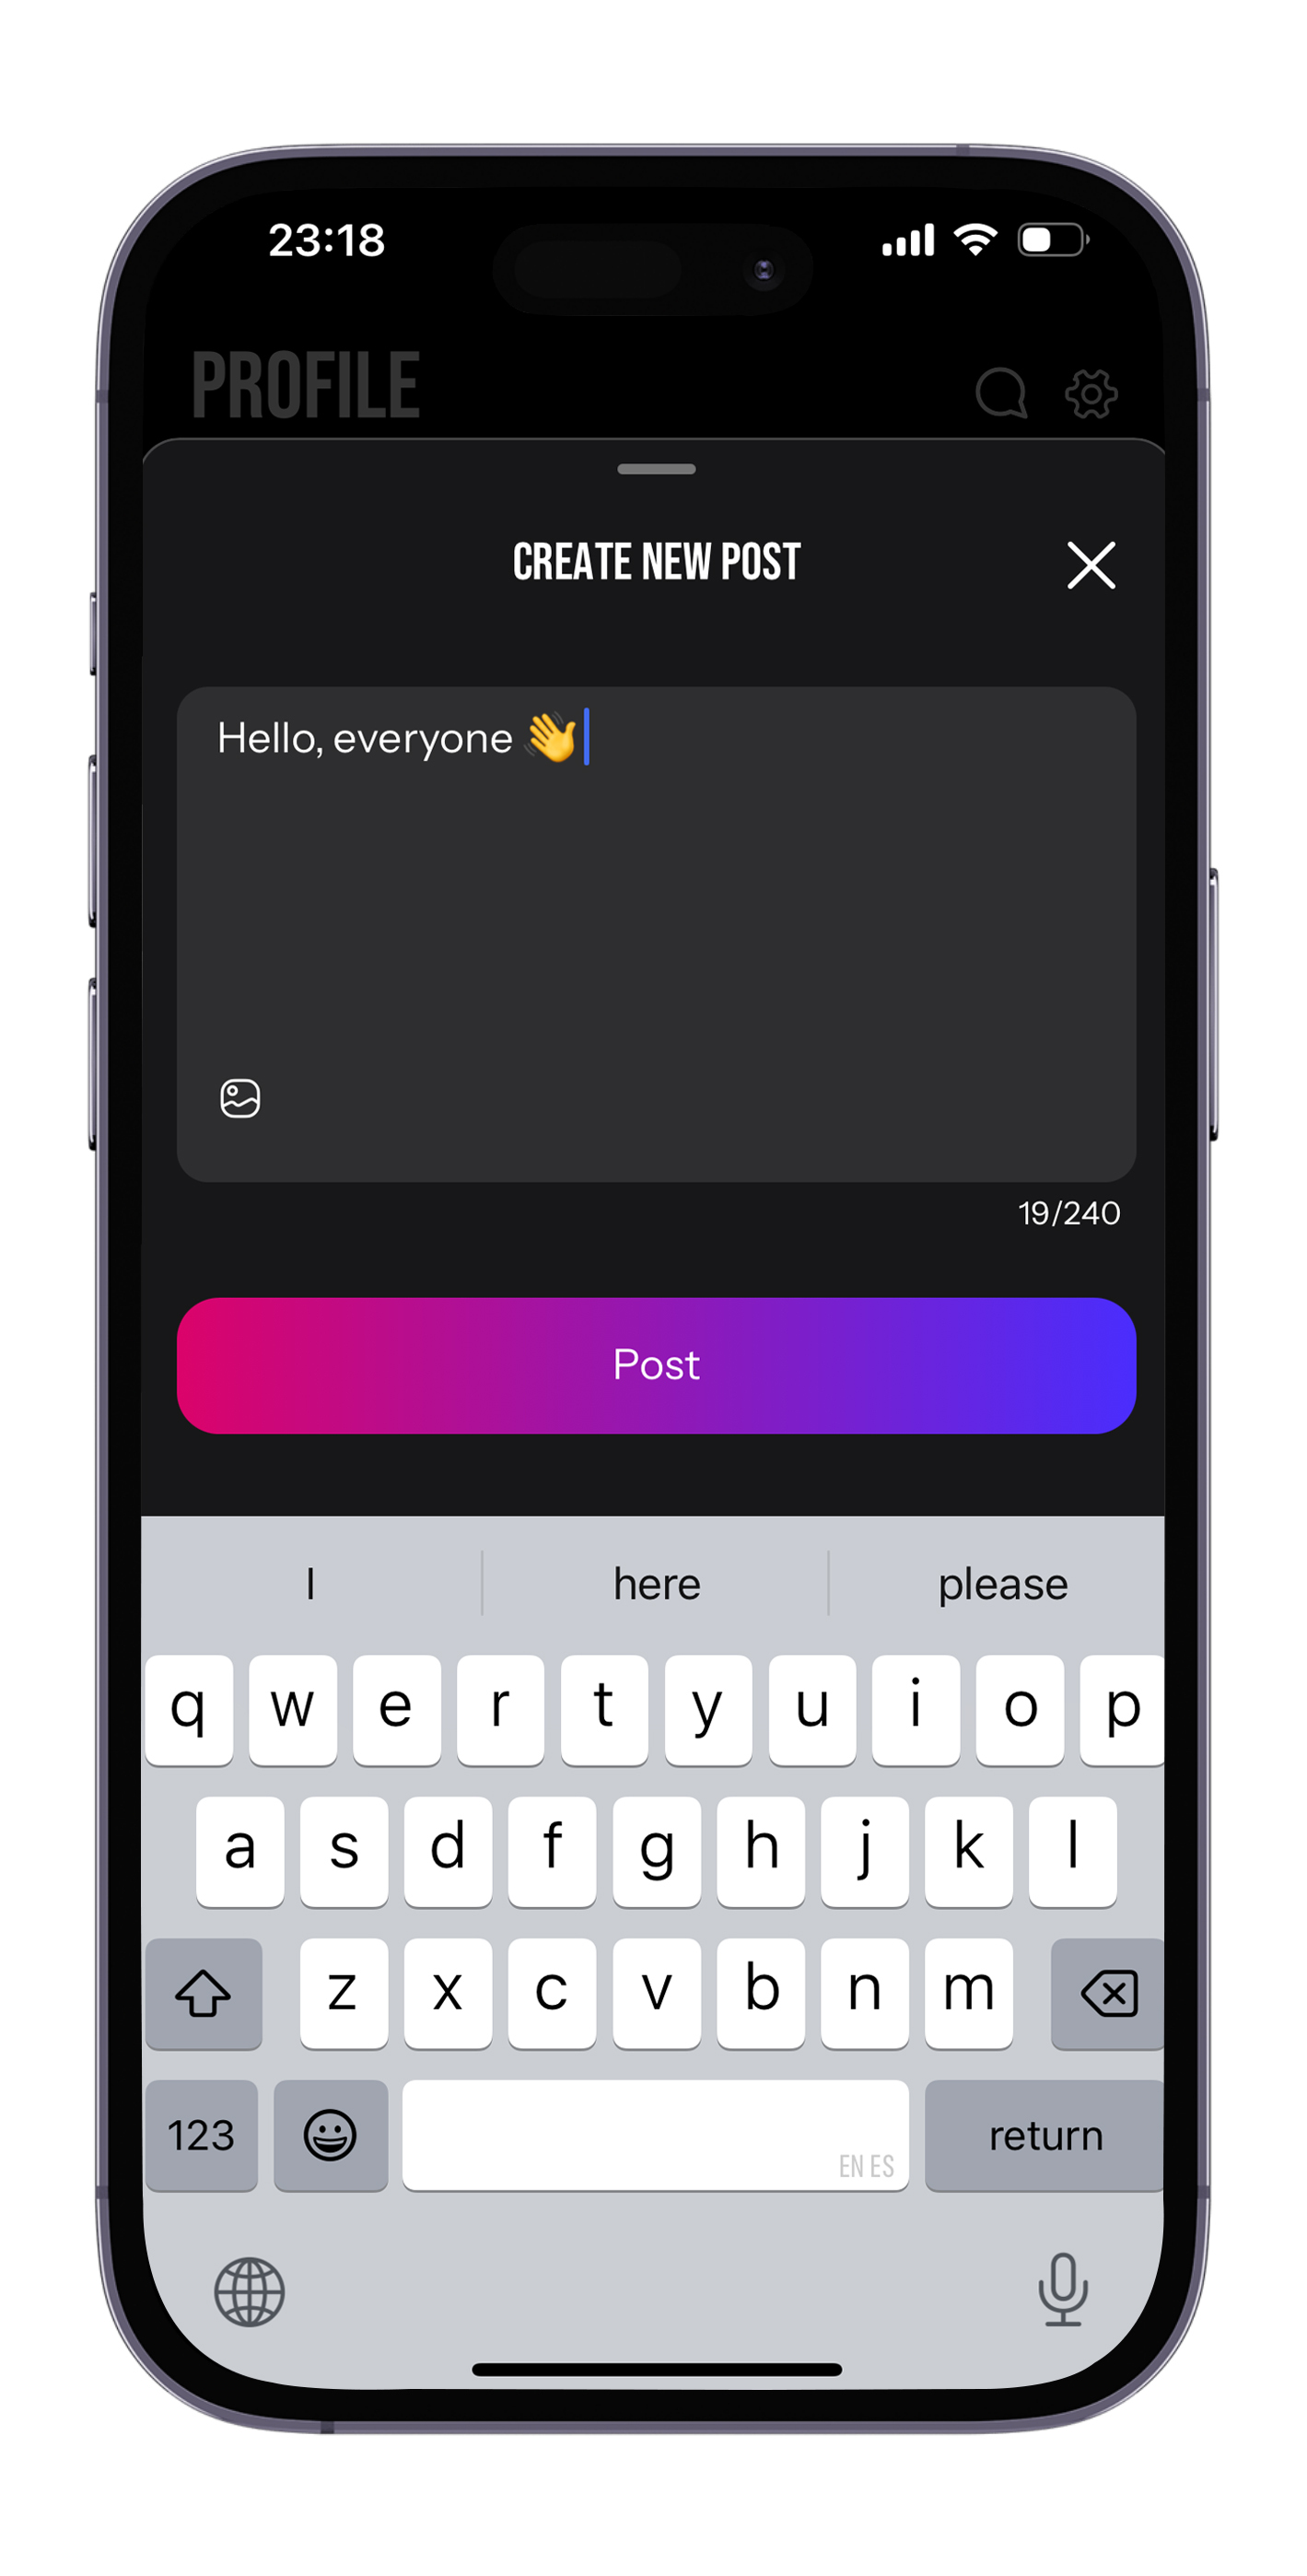 23:18
PROFILE
CREATE NEW POST
Hello, everyone 👋
19/240
Post
I here please
q w e r t y u i o p
a s d f g h j k l
z x c v b n m
123 return
EN ES